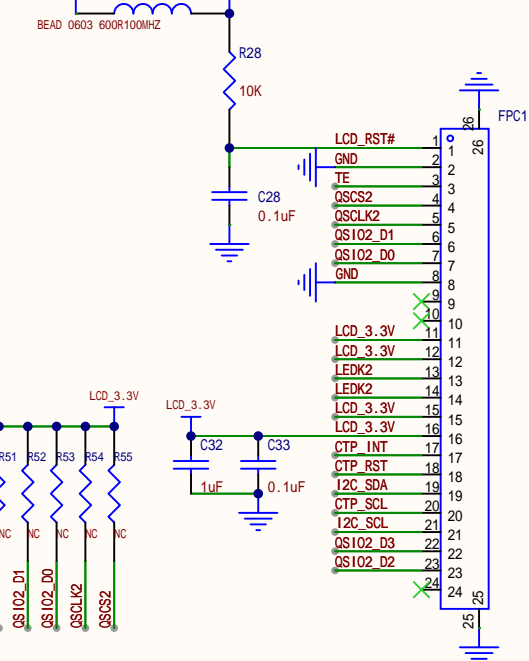 BEAD 0603 600R100MHZ
R28
10K
C28
0.1uF
FPC1
26
26
LCD_RST# 1 1
GND 2 2
TE 3 3
QSCS2 4 4
QSCLK2 5 5
QSIO2_D1 6 6
QSIO2_D0 7 7
GND 8 8
9 9
10 10
LCD_3.3V 11 11
LCD_3.3V 12 12
LEDK2 13 13
LEDK2 14 14
LCD_3.3V 15 15
LCD_3.3V 16 16
CTP_INT 17 17
CTP_RST 18 18
I2C_SDA 19 19
CTP_SCL 20 20
I2C_SCL 21 21
QSIO2_D3 22 22
QSIO2_D2 23 23
24 24
25
25
LCD_3.3V
C32
1uF
C33
0.1uF
LCD_3.3V
R51 R52 R53 R54 R55
NC NC NC NC NC
QSIO2_D1
QSIO2_D0
QSCLK2
QSCS2